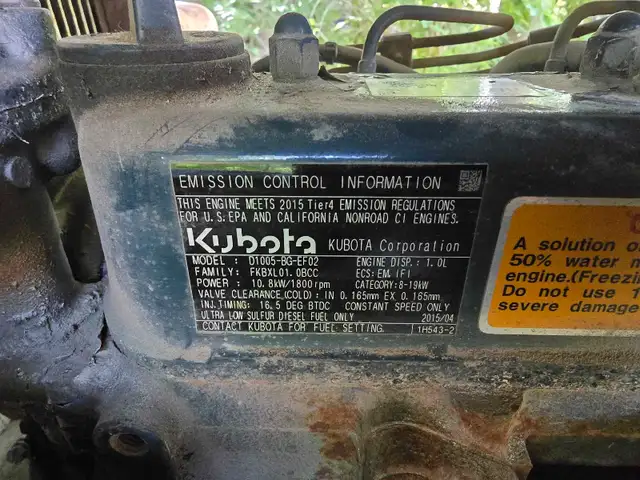 EMISSION CONTROL INFORMATION
THIS ENGINE MEETS 2015 Tier4 EMISSION REGULATIONS
FOR U.S. EPA AND CALIFORNIA NONROAD CI ENGINES.
Kubota KUBOTA Corporation
MODEL : D1005-BG-EF02 ENGINE DISP.: 1.0L
FAMILY: FKBXL01.0BCC ECS: EM, IFI
POWER : 10.8kW/1800rpm CATEGORY: 8-19kW
VALVE CLEARANCE(COLD): IN 0.165mm EX 0.165mm
INJ.TIMING: 16.5 DEG BTDC CONSTANT SPEED ONLY
ULTRA LOW SULFUR DIESEL FUEL ONLY 2015/04
CONTACT KUBOTA FOR FUEL SETTING. 1H543-2
A solution o
50% water m
engine.(Freezi
Do not use
severe damage